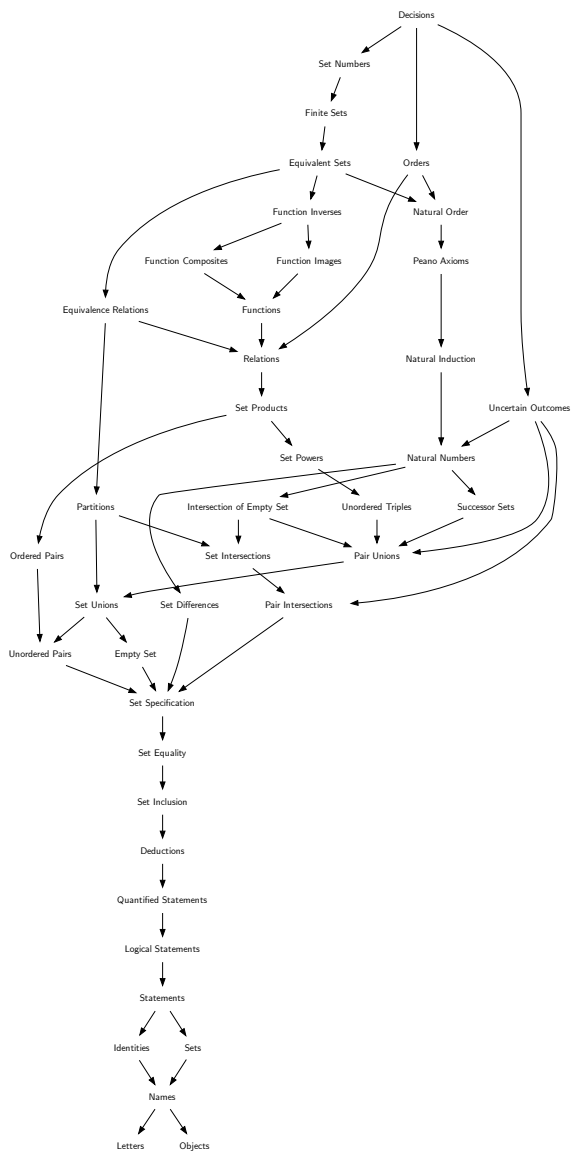 Decisions
Set Numbers
Finite Sets
Equivalent Sets
Orders
Function Inverses
Natural Order
Function Composites
Function Images
Peano Axioms
Equivalence Relations
Functions
Relations
Natural Induction
Set Products
Uncertain Outcomes
Set Powers
Natural Numbers
Partitions
Intersection of Empty Set
Unordered Triples
Successor Sets
Ordered Pairs
Set Intersections
Pair Unions
Set Unions
Set Differences
Pair Intersections
Unordered Pairs
Empty Set
Set Specification
Set Equality
Set Inclusion
Deductions
Quantified Statements
Logical Statements
Statements
Identities
Sets
Names
Letters
Objects